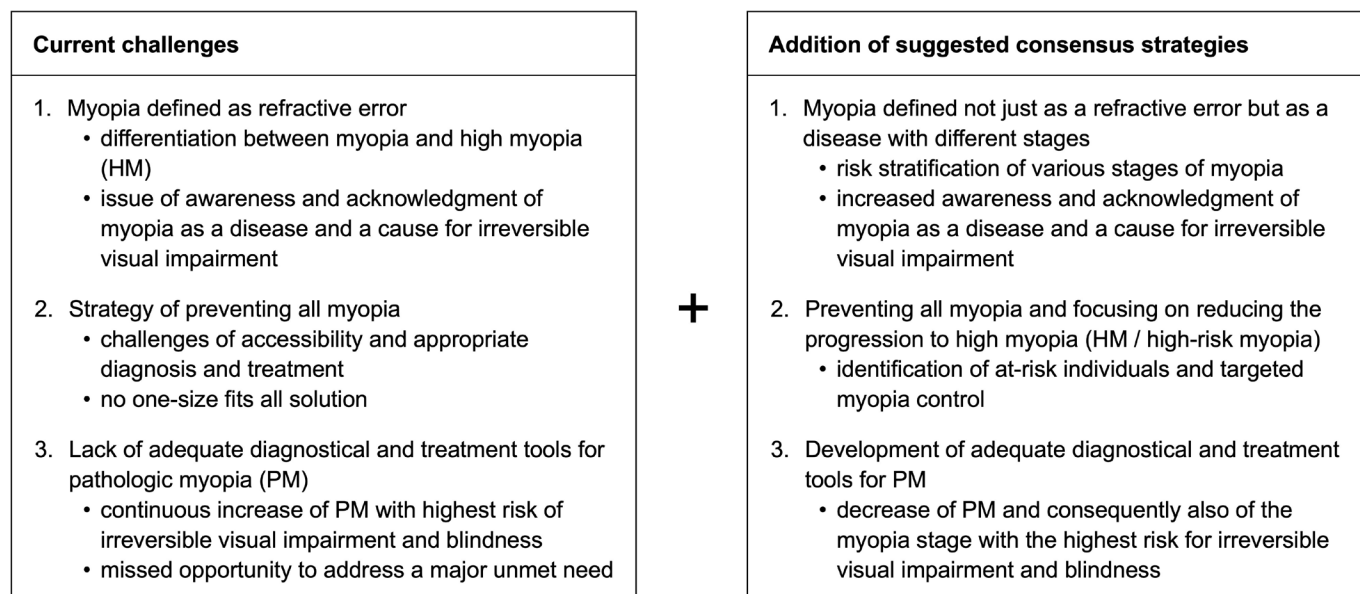 Current challenges
1. Myopia defined as refractive error
• differentiation between myopia and high myopia
(HM)
• issue of awareness and acknowledgment of
myopia as a disease and a cause for irreversible
visual impairment
2. Strategy of preventing all myopia
• challenges of accessibility and appropriate
diagnosis and treatment
• no one-size fits all solution
3. Lack of adequate diagnostical and treatment tools for
pathologic myopia (PM)
• continuous increase of PM with highest risk of
irreversible visual impairment and blindness
• missed opportunity to address a major unmet need
+
Addition of suggested consensus strategies
1. Myopia defined not just as a refractive error but as a
disease with different stages
• risk stratification of various stages of myopia
• increased awareness and acknowledgment of
myopia as a disease and a cause for irreversible
visual impairment
2. Preventing all myopia and focusing on reducing the
progression to high myopia (HM / high-risk myopia)
• identification of at-risk individuals and targeted
myopia control
3. Development of adequate diagnostical and treatment
tools for PM
• decrease of PM and consequently also of the
myopia stage with the highest risk for irreversible
visual impairment and blindness